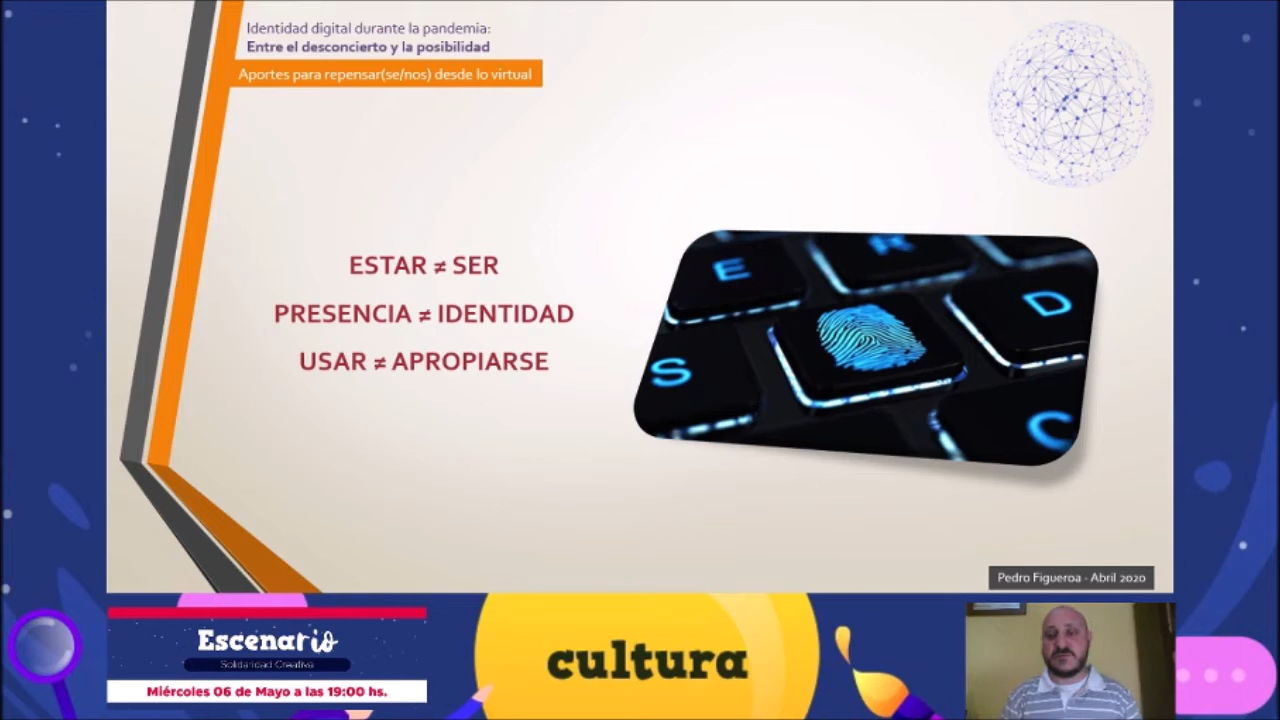 Identidad digital durante la pandemia:
Entre el desconcierto y la posibilidad
Aportes para repensar(se/nos) desde lo virtual
ESTAR ≠ SER
PRESENCIA ≠ IDENTIDAD
USAR ≠ APROPIARSE
E
R
D
S
C
Pedro Figueroa - Abril 2020
Escenario
Solidaridad Creativa
Miércoles 06 de Mayo a las 19:00 hs.
cultura